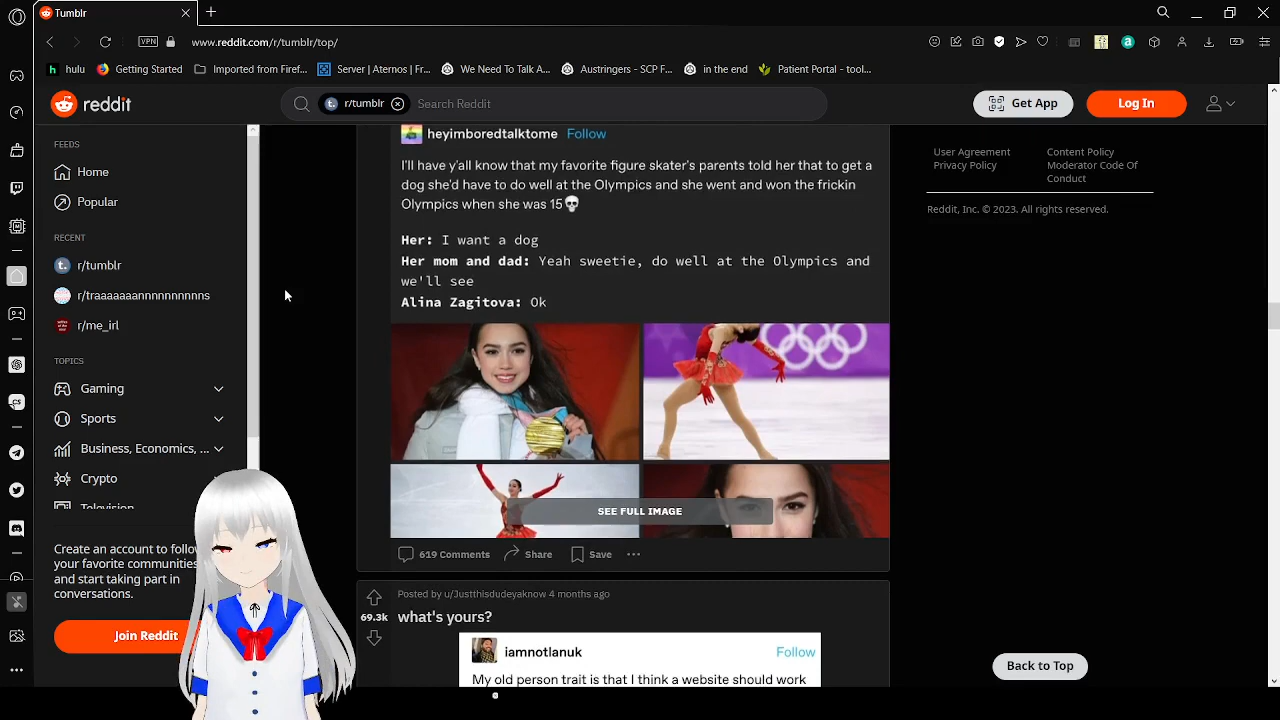 Tumblr
VPN
www.reddit.com/r/tumblr/top/
h hulu
Getting Started
Imported from Firef...
Server | Aternos | Fr...
We Need To Talk A...
Austringers - SCP F...
in the end
Patient Portal - tool...
reddit
r/tumblr
Search Reddit
Get App
Log In
FEEDS
Home
Popular
RECENT
r/tumblr
r/traaaaaaannnnnnnnnns
r/me_irl
TOPICS
Gaming
Sports
Business, Economics, ...
Crypto
Television
Create an account to follo
your favorite communities
and start taking part in
conversations.
Join Reddit
heyimboredtalktome Follow
I'll have y'all know that my favorite figure skater's parents told her that to get a
dog she'd have to do well at the Olympics and she went and won the frickin
Olympics when she was 15💀
Her: I want a dog
Her mom and dad: Yeah sweetie, do well at the Olympics and
we'll see
Alina Zagitova: Ok
SEE FULL IMAGE
619 Comments
Share
Save
Posted by u/Justthisdudeyaknow 4 months ago
69.3k
what's yours?
iamnotlanuk Follow
My old person trait is that I think a website should work
User Agreement
Privacy Policy
Content Policy
Moderator Code Of
Conduct
Reddit, Inc. © 2023. All rights reserved.
Back to Top